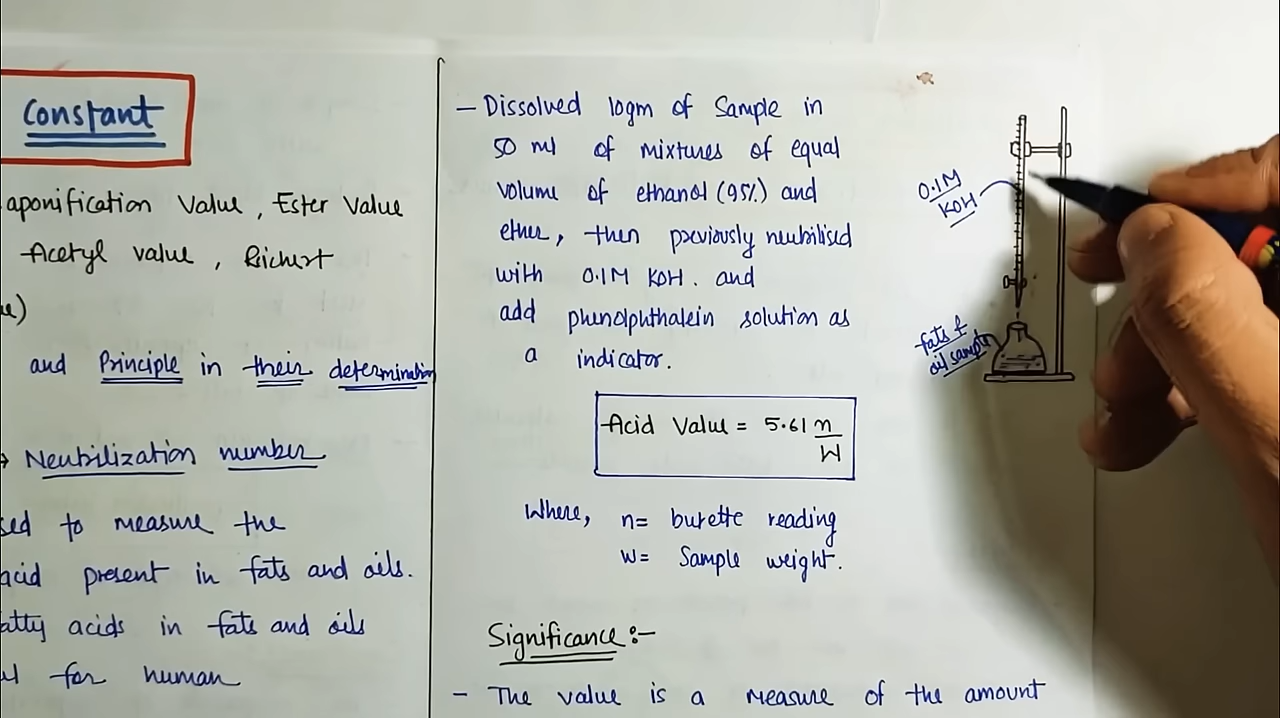 Constant
aponification Value, Ester Value
Acetyl value, Richert
ue)
and Principle in their determination
Neutrilization number
sed to measure the
acid present in fats and oils.
atty acids in fats and oils
for human
- Dissolved 10gm of Sample in
50 ml of mixtures of equal
volume of ethanol (95%) and
ether, then previously neutrilised
with 0.1M KOH. and
add phenolphthalein solution as
a indicator.
Acid Value = 5.61 n/W
Where, n= burette reading
W= Sample weight.
Significance:-
- The value is a measure of the amount
0.1M
KOH
fats &
oil sample